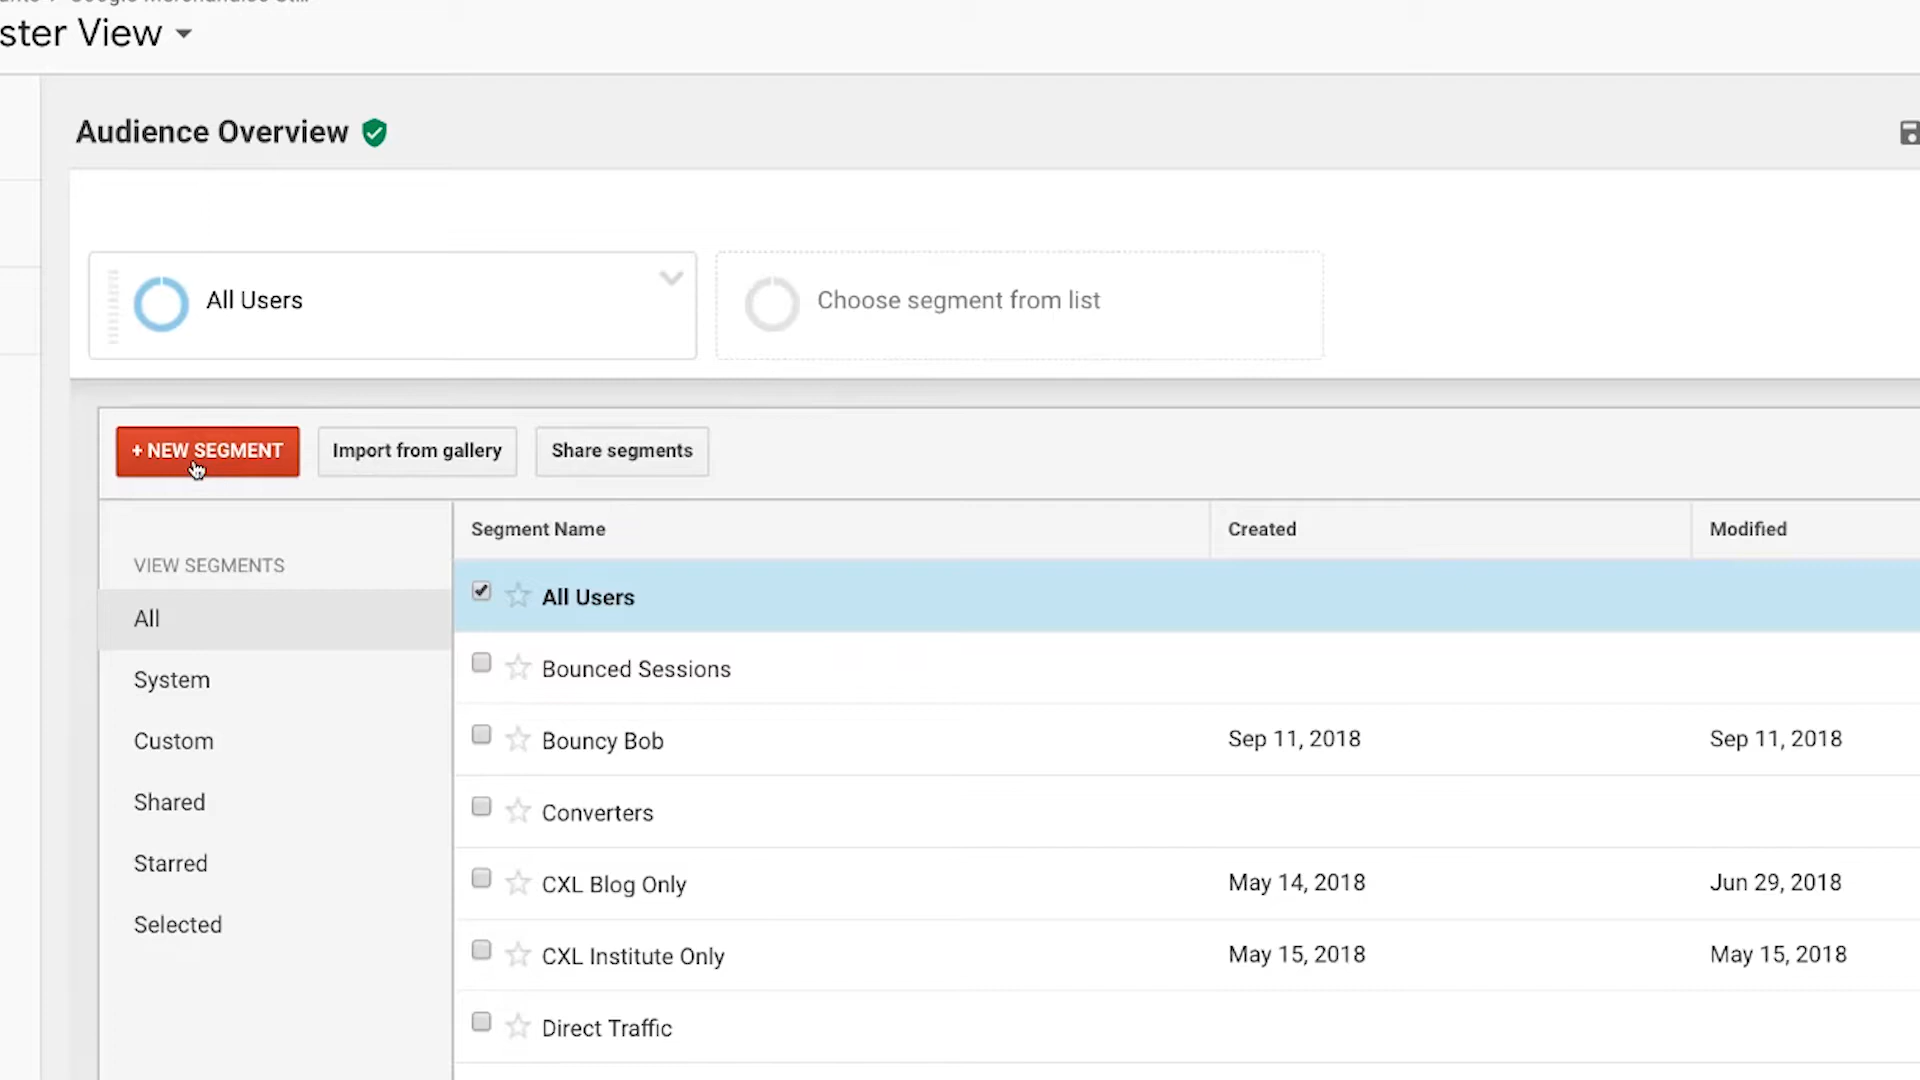 ster View
Audience Overview
All Users
Choose segment from list
+ NEW SEGMENT
Import from gallery
Share segments
VIEW SEGMENTS
All
System
Custom
Shared
Starred
Selected
Segment Name Created Modified
All Users
Bounced Sessions
Bouncy Bob Sep 11, 2018 Sep 11, 2018
Converters
CXL Blog Only May 14, 2018 Jun 29, 2018
CXL Institute Only May 15, 2018 May 15, 2018
Direct Traffic